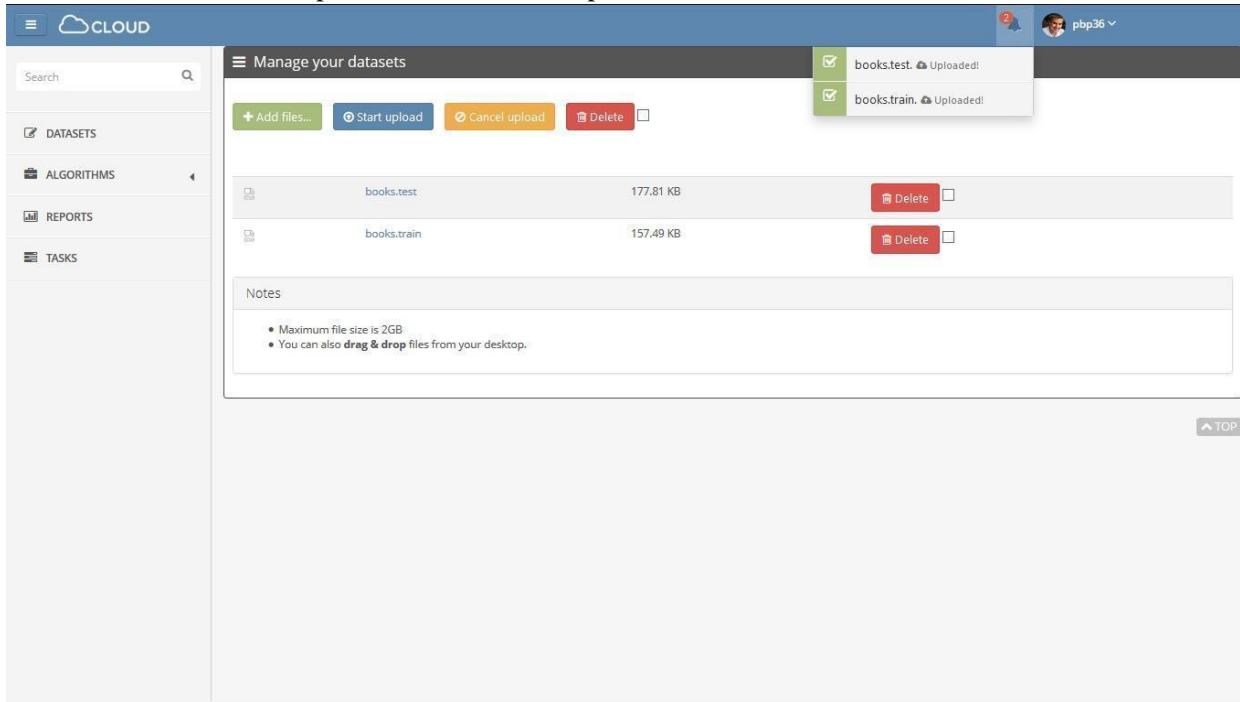 CLOUD
2
pbp36
Search
DATASETS
ALGORITHMS
REPORTS
TASKS
Manage your datasets
books.test. Uploaded!
books.train. Uploaded!
Add files...
Start upload
Cancel upload
Delete
books.test 177.81 KB Delete
books.train 157.49 KB Delete
Notes
Maximum file size is 2GB
You can also drag & drop files from your desktop.
TOP